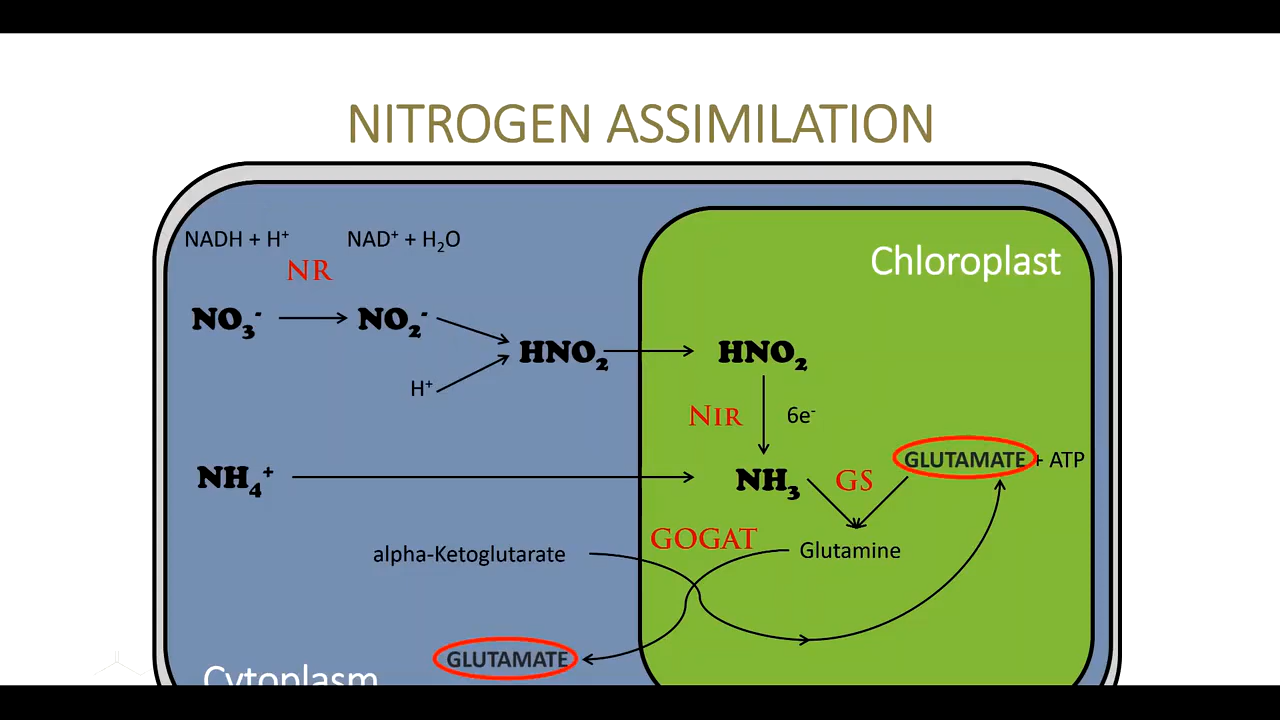 NITROGEN ASSIMILATION
NADH + H⁺ NAD⁺ + H₂O
NR
Chloroplast
NO₃⁻ NO₂⁻
HNO₂ HNO₂
H⁺
NIR 6e⁻
GLUTAMATE + ATP
NH₄⁺ NH₃ GS
GOGAT
alpha-Ketoglutarate Glutamine
GLUTAMATE
Cytoplasm